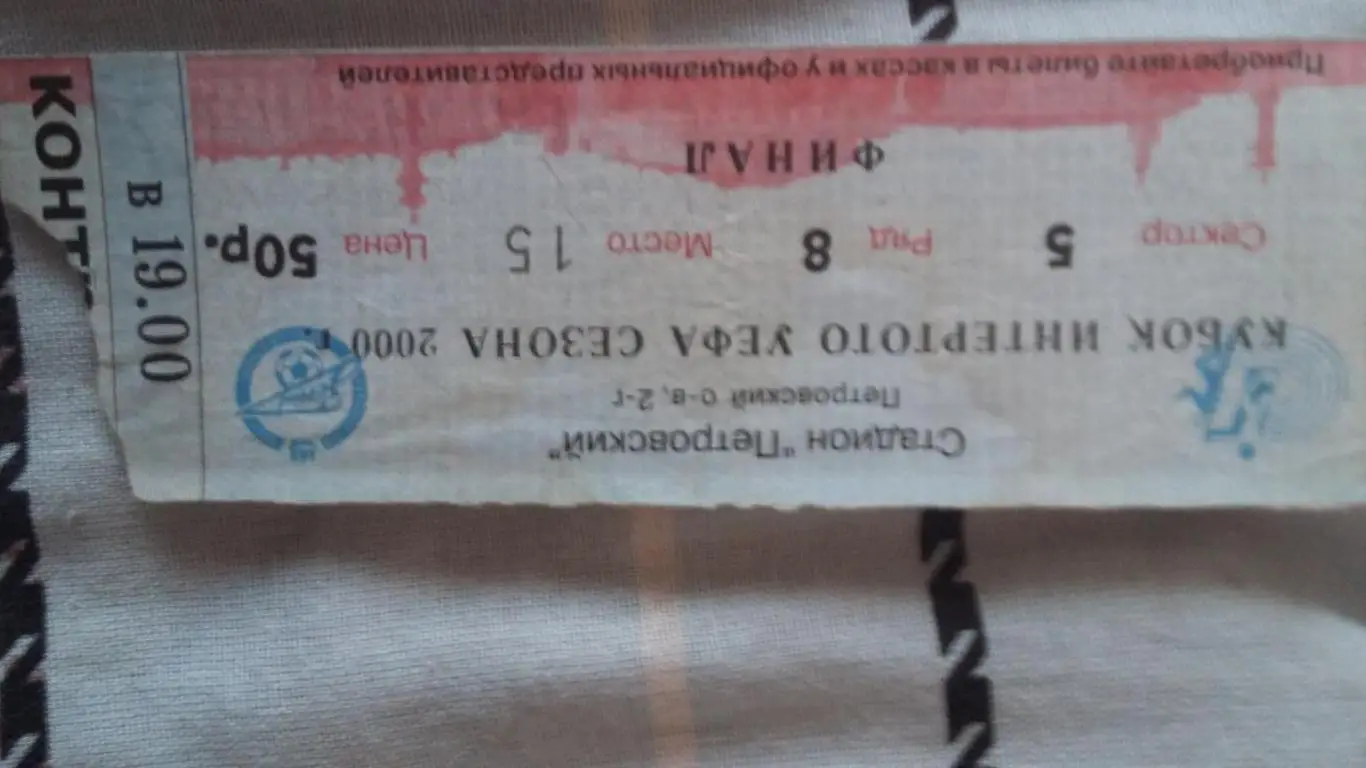 Стадион "Петровский"
Петровский о-в, 2-г
КУБОК ИНТЕРТОТО УЕФА СЕЗОНА 2000 г.
Сектор 5 Ряд 8 Место 15 Цена 50р.
ФИНАЛ
Приобретайте билеты в кассах и у официальных представителей
в 19.00
КОНТ